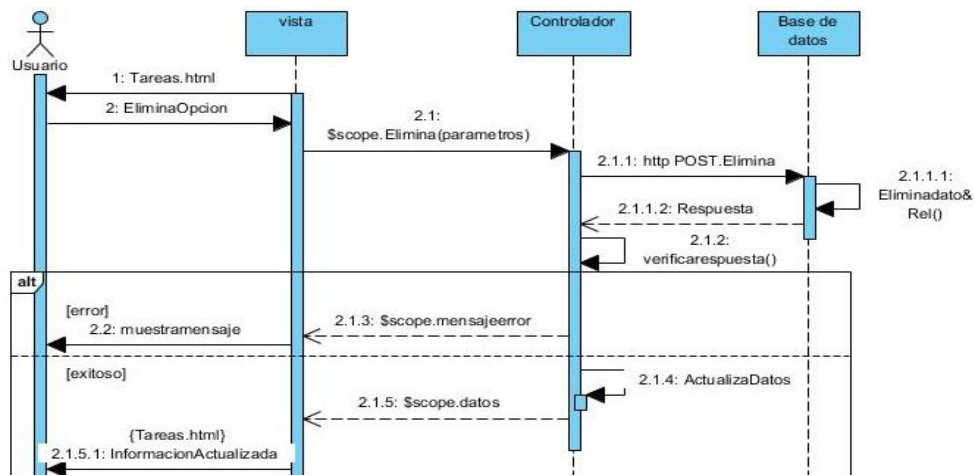 vista
Controlador
Base de
datos
Usuario
1: Tareas.html
2: EliminaOpcion
2.1:
$scope.Elimina(parametros)
2.1.1: http POST.Elimina
2.1.1.1:
Eliminadato&
Rel()
2.1.1.2: Respuesta
2.1.2:
verificarespuesta()
alt
[error]
2.1.3: $scope.mensajeerror
2.2: muestramensaje
[exitoso]
2.1.4: ActualizaDatos
2.1.5: $scope.datos
{Tareas.html}
2.1.5.1: InformacionActualizada